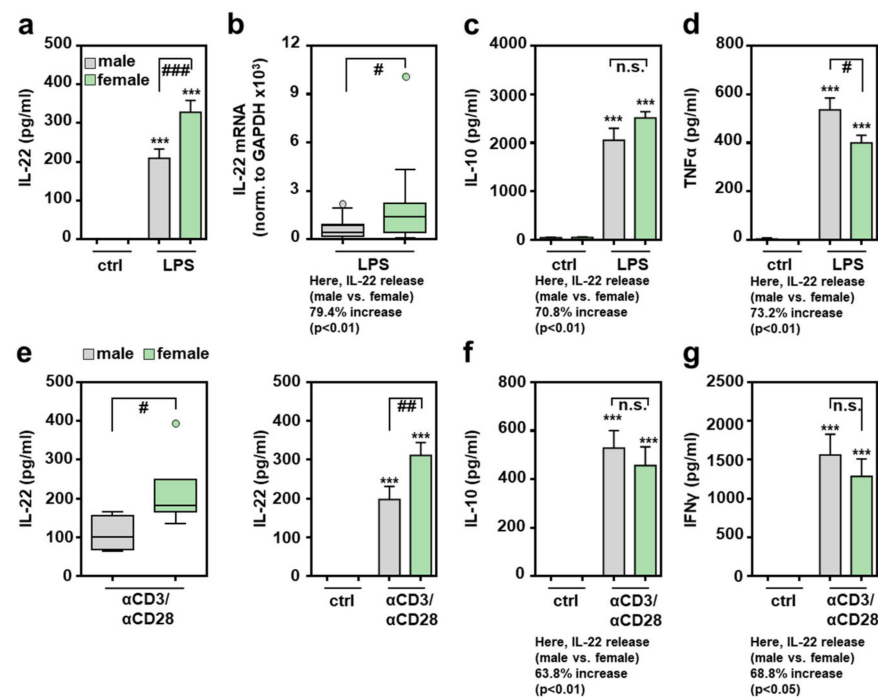 a
500
400
300
200
100
0
IL-22 (pg/ml)
male
female
###
***
***
ctrl
LPS
b
12
9
6
3
0
IL-22 mRNA
(norm. to GAPDH x10³)
#
LPS
Here, IL-22 release
(male vs. female)
79.4% increase
(p<0.01)
c
4000
3000
2000
1000
0
IL-10 (pg/ml)
n.s.
***
***
ctrl
LPS
Here, IL-22 release
(male vs. female)
70.8% increase
(p<0.01)
d
800
600
400
200
0
TNFα (pg/ml)
#
***
***
ctrl
LPS
Here, IL-22 release
(male vs. female)
73.2% increase
(p<0.01)
e
male
female
500
400
300
200
100
0
IL-22 (pg/ml)
#
αCD3/
αCD28
500
400
300
200
100
0
IL-22 (pg/ml)
##
***
***
ctrl
αCD3/
αCD28
f
800
600
400
200
0
IL-10 (pg/ml)
n.s.
***
***
ctrl
αCD3/
αCD28
Here, IL-22 release
(male vs. female)
63.8% increase
(p<0.01)
g
2500
2000
1500
1000
500
0
IFNγ (pg/ml)
n.s.
***
***
ctrl
αCD3/
αCD28
Here, IL-22 release
(male vs. female)
68.8% increase
(p<0.05)